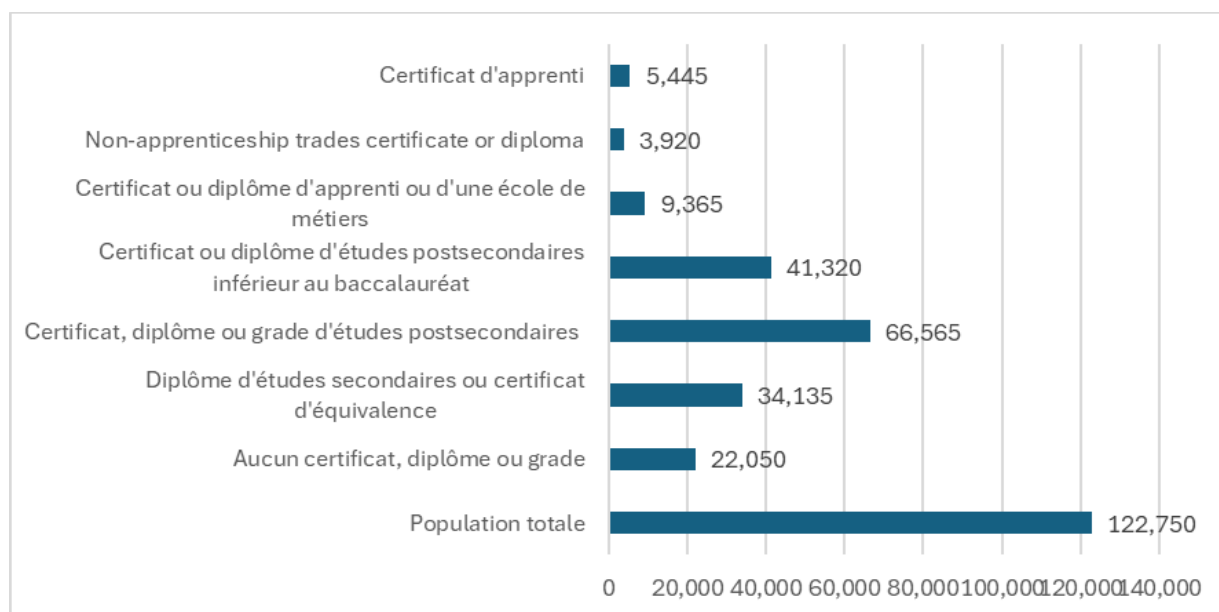 Certificat d'apprenti
5,445
Non-apprenticeship trades certificate or diploma
3,920
Certificat ou diplôme d'apprenti ou d'une école de
métiers
9,365
Certificat ou diplôme d'études postsecondaires
inférieur au baccalauréat
41,320
Certificat, diplôme ou grade d'études postsecondaires
66,565
Diplôme d'études secondaires ou certificat
d'équivalence
34,135
Aucun certificat, diplôme ou grade
22,050
Population totale
122,750
0 20,000 40,000 60,000 80,000 100,000 120,000 140,000